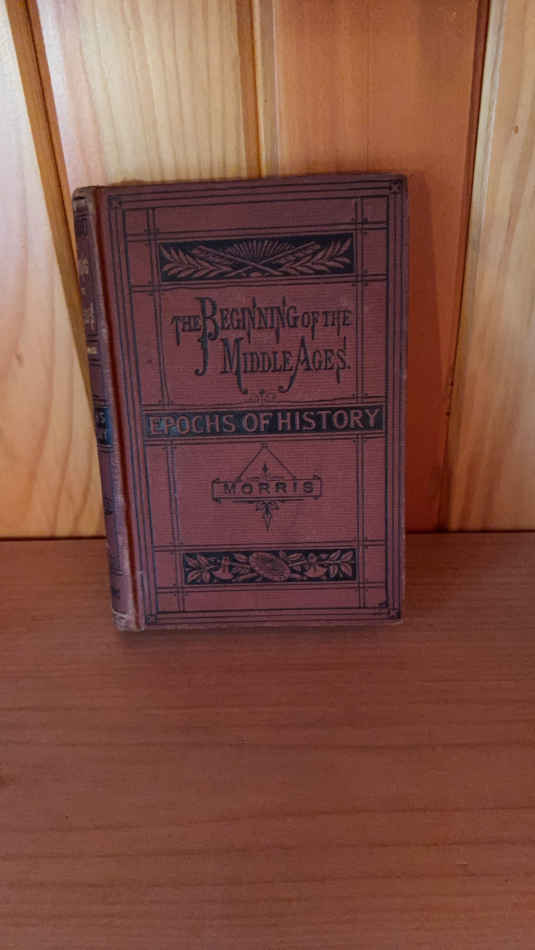 THE BEGINNING OF THE
MIDDLE AGES.
EPOCHS OF HISTORY
MORRIS